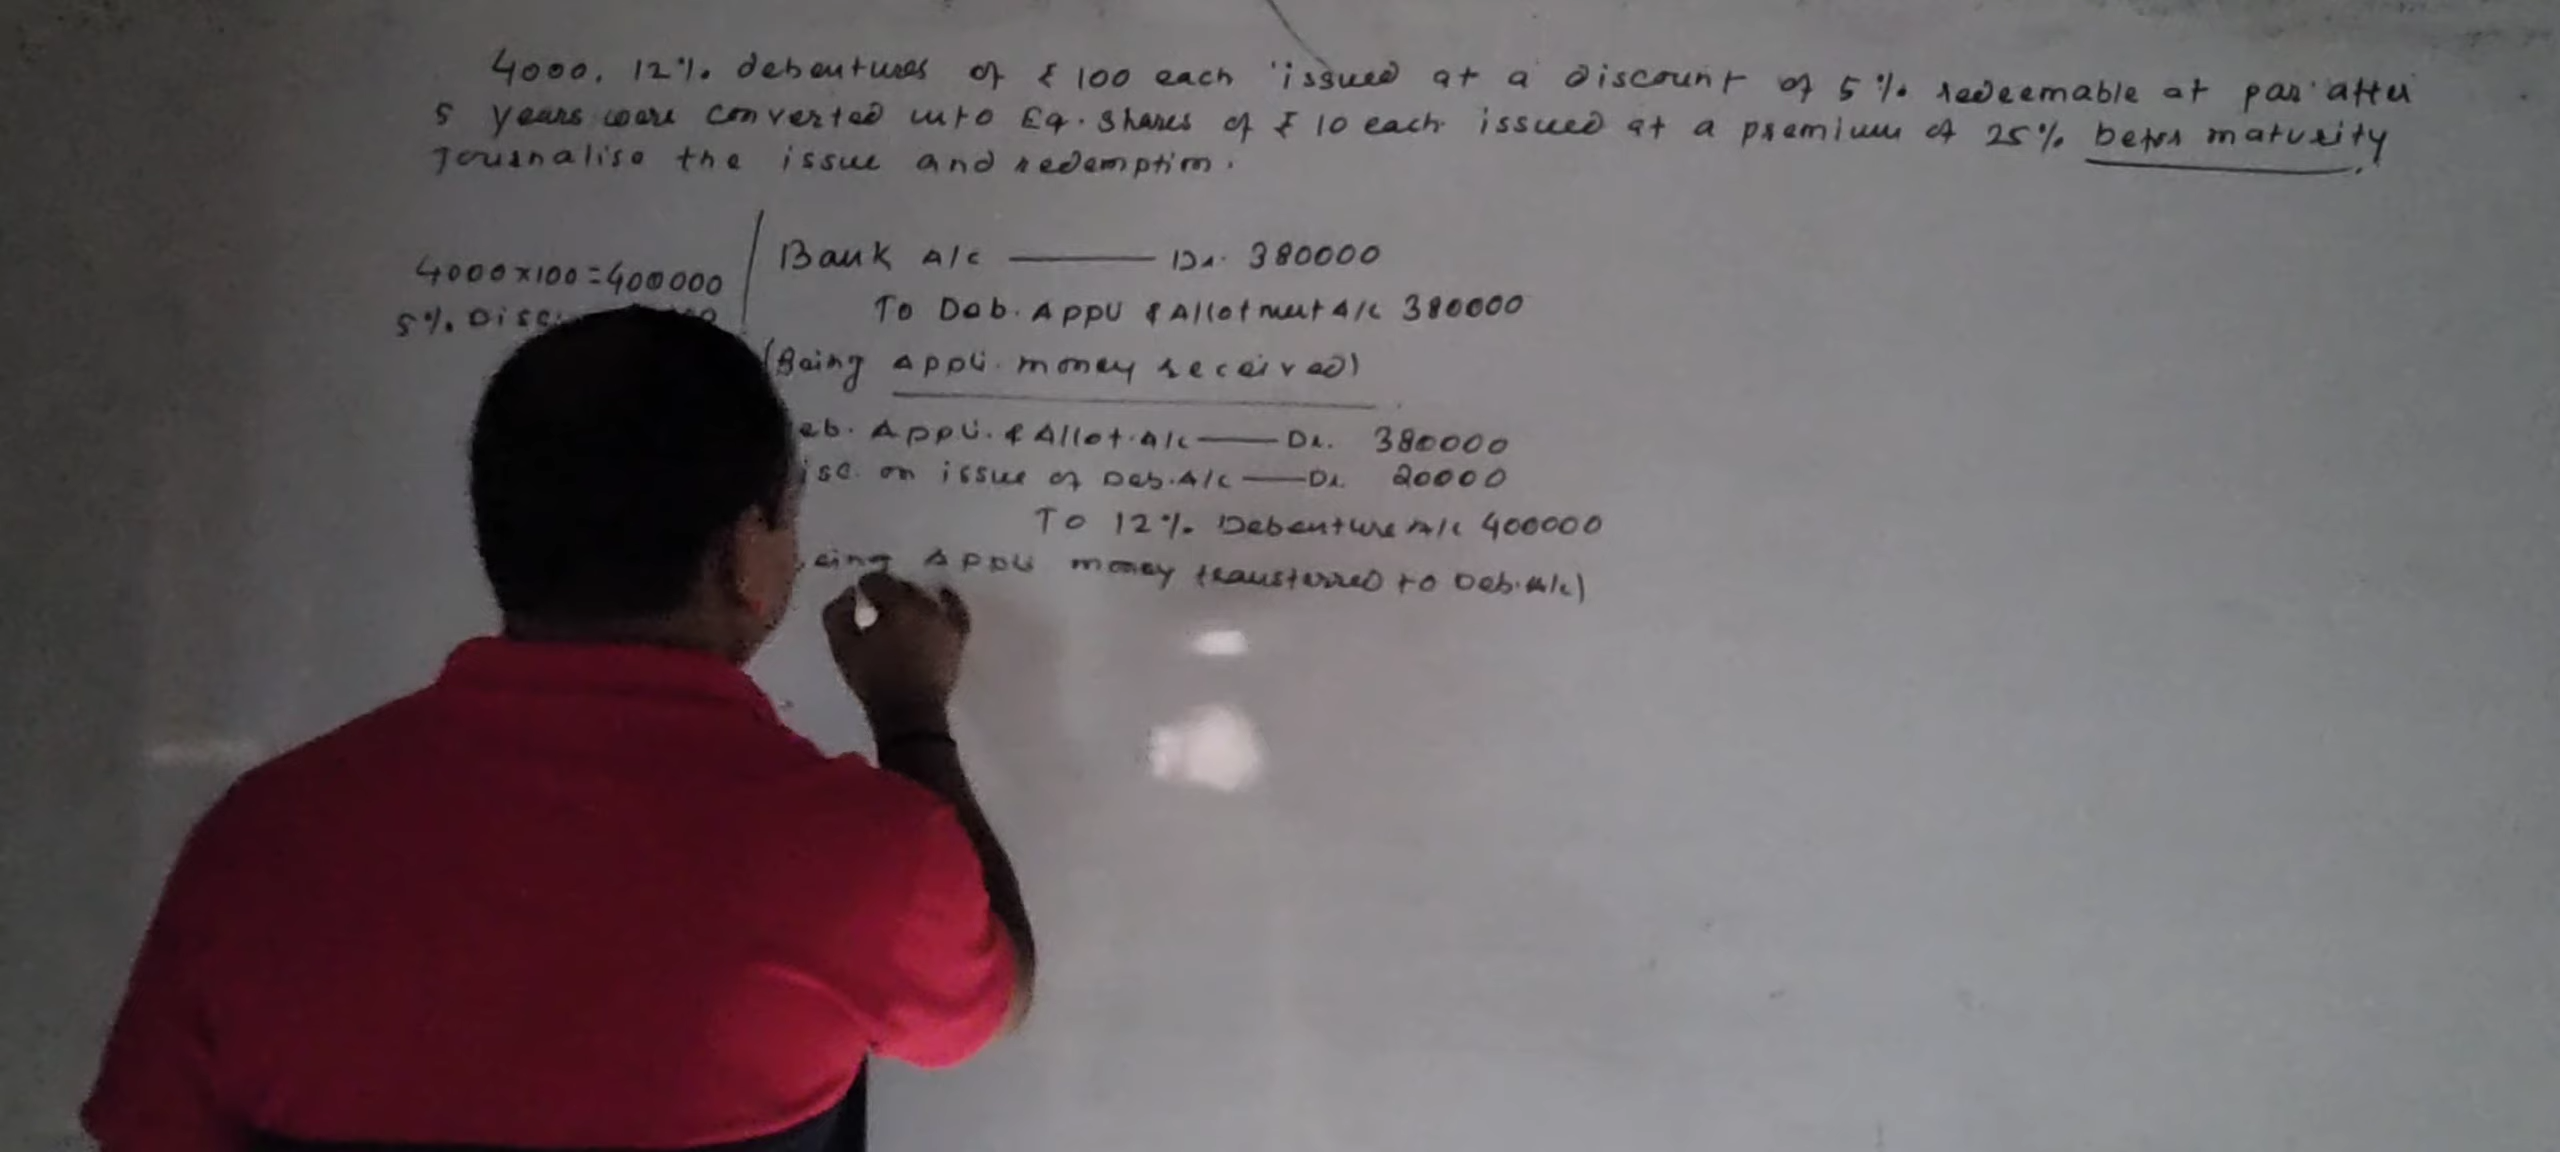 4000, 12% debentures of ₹ 100 each issued at a Discount of 5% redeemable at par after
5 years were converted into Eq. Shares of ₹ 10 each issued at a premium of 25% before maturity
Journalise the issue and redemption.
4000x100=400000
5% Disc
Bank A/c ——— Dr. 380000
To Deb. Appli & Allotment A/c 380000
(Being Appli. money received)
eb. Appli. & Allot. A/c —— Dr. 380000
isc. on issue of Deb. A/c —— Dr. 20000
To 12% Debenture A/c 400000
eing Appli money transferred to Deb. A/c)